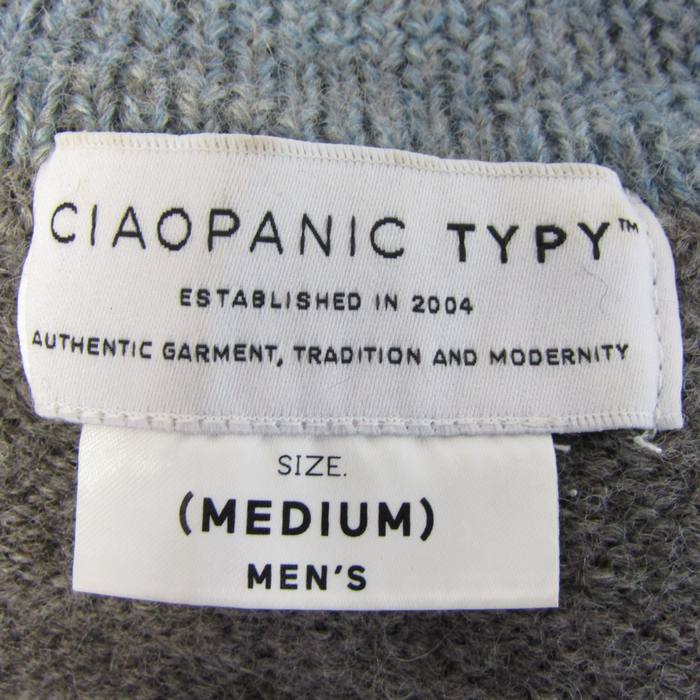 CIAOPANIC TYPY™
ESTABLISHED IN 2004
AUTHENTIC GARMENT, TRADITION AND MODERNITY
SIZE.
(MEDIUM)
MEN'S